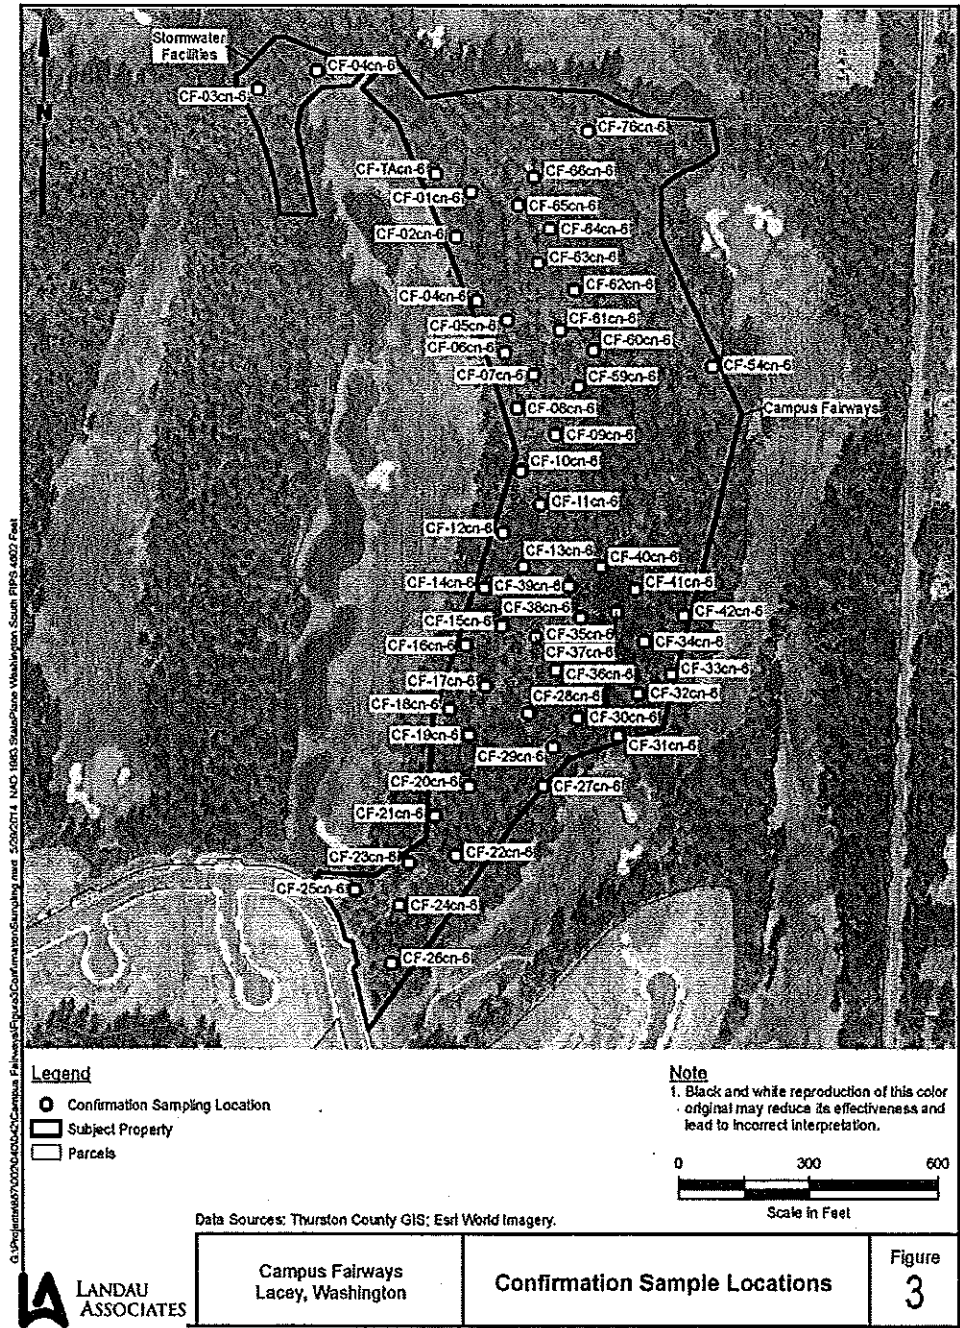 Stormwater
Facilities
CF-04cn-6
CF-03cn-6
N
CF-76cn-6
CF-TAcn-6
CF-66cn-6
CF-01cn-6
CF-65cn-6
CF-02cn-6
CF-64cn-6
CF-63cn-6
CF-62cn-6
CF-04cn-6
CF-05cn-6
CF-61cn-6
CF-06cn-6
CF-60cn-6
CF-07cn-6
CF-59cn-6
CF-54cn-6
CF-08cn-6
Campus Fairways
CF-09cn-6
CF-10cn-6
CF-11cn-6
CF-12cn-6
CF-13cn-6
CF-40cn-6
CF-14cn-6
CF-39cn-6
CF-41cn-6
CF-38cn-6
CF-42cn-6
CF-15cn-6
CF-35cn-6
CF-34cn-6
CF-16cn-6
CF-37cn-6
CF-36cn-6
CF-33cn-6
CF-17cn-6
CF-32cn-6
CF-28cn-6
CF-18cn-6
CF-30cn-6
CF-19cn-6
CF-31cn-6
CF-29cn-6
CF-20cn-6
CF-27cn-6
CF-21cn-6
CF-22cn-6
CF-23cn-6
CF-25cn-6
CF-24cn-6
CF-26cn-6
Legend
Confirmation Sampling Location
Subject Property
Parcels
Note
1. Black and white reproduction of this color
original may reduce its effectiveness and
lead to incorrect interpretation.
0 300 600
Scale in Feet
Data Sources: Thurston County GIS; Esri World Imagery.
LANDAU
ASSOCIATES
Campus Fairways
Lacey, Washington
Confirmation Sample Locations
Figure
3